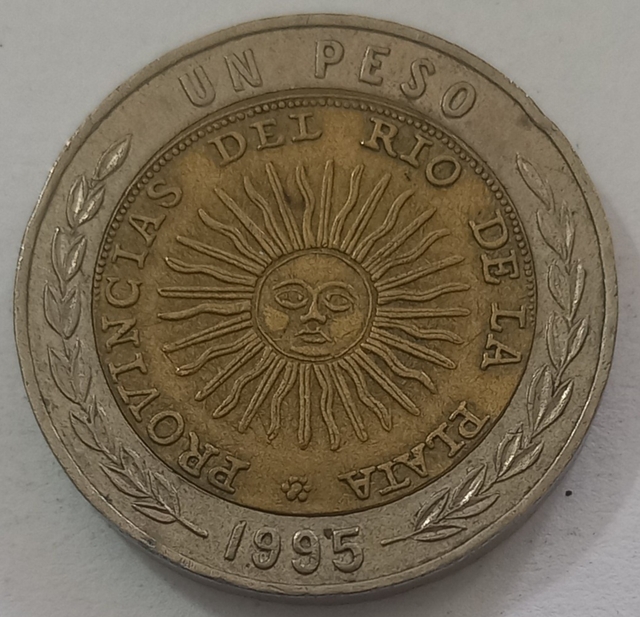 UN PESO
PROVINCIAS DEL RIO DE LA PLATA
1995